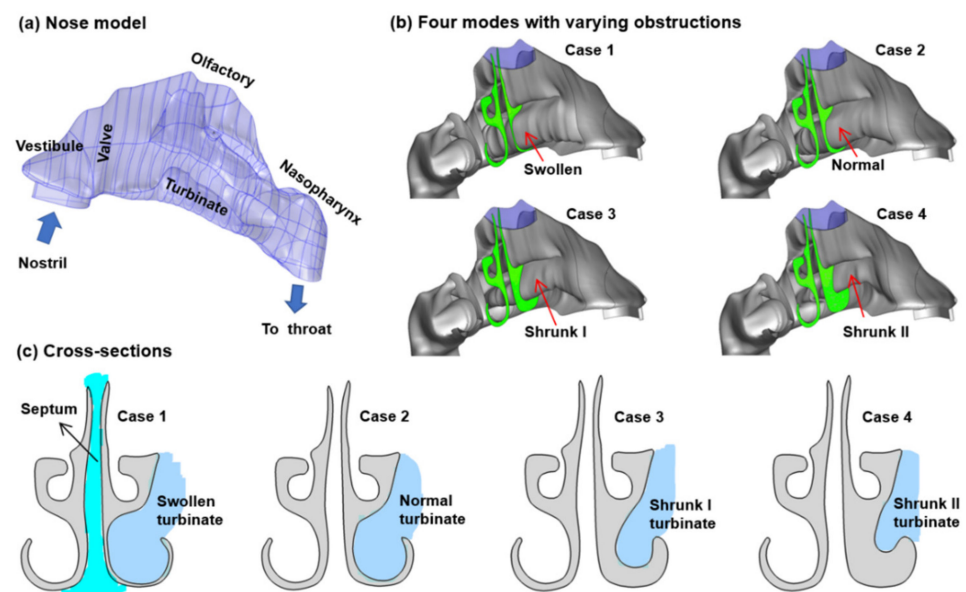 (a) Nose model
Olfactory
Vestibule
Valve
Turbinate
Nasopharynx
Nostril
To throat
(b) Four modes with varying obstructions
Case 1
Swollen
Case 2
Normal
Case 3
Shrunk I
Case 4
Shrunk II
(c) Cross-sections
Septum
Case 1
Swollen
turbinate
Case 2
Normal
turbinate
Case 3
Shrunk I
turbinate
Case 4
Shrunk II
turbinate